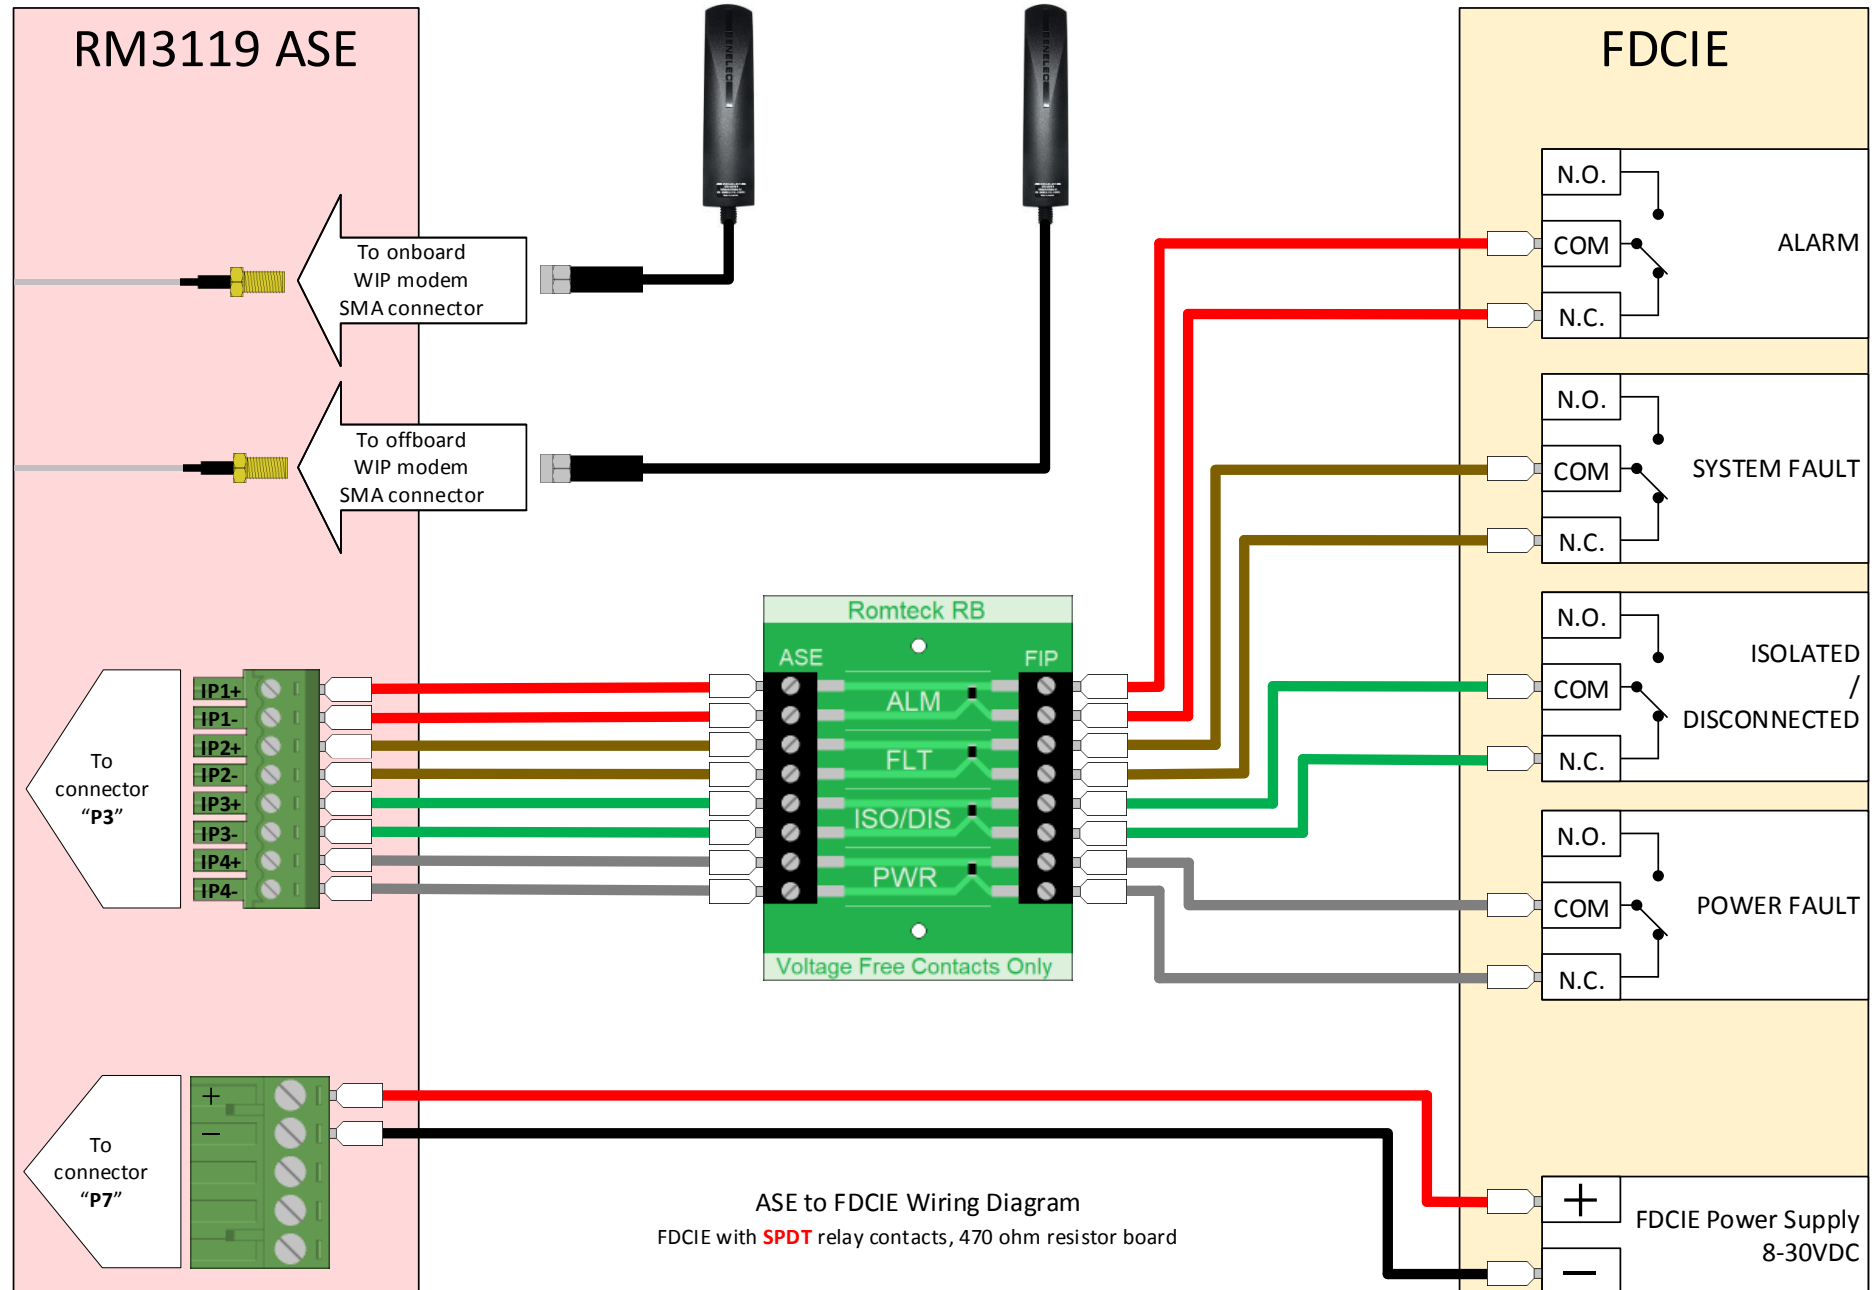 RM3119 ASE
FDCIE
BENELEC
BENELEC
To onboard
WIP modem
SMA connector
To offboard
WIP modem
SMA connector
N.O.
COM
N.C.
ALARM
N.O.
COM
N.C.
SYSTEM FAULT
N.O.
COM
N.C.
ISOLATED
/
DISCONNECTED
N.O.
COM
N.C.
POWER FAULT
To
connector
“P3”
IP1+
IP1-
IP2+
IP2-
IP3+
IP3-
IP4+
IP4-
Romteck RB
ASE
FIP
ALM
FLT
ISO/DIS
PWR
Voltage Free Contacts Only
To
connector
“P7”
+
–
ASE to FDCIE Wiring Diagram
FDCIE with SPDT relay contacts, 470 ohm resistor board
+
–
FDCIE Power Supply
8-30VDC